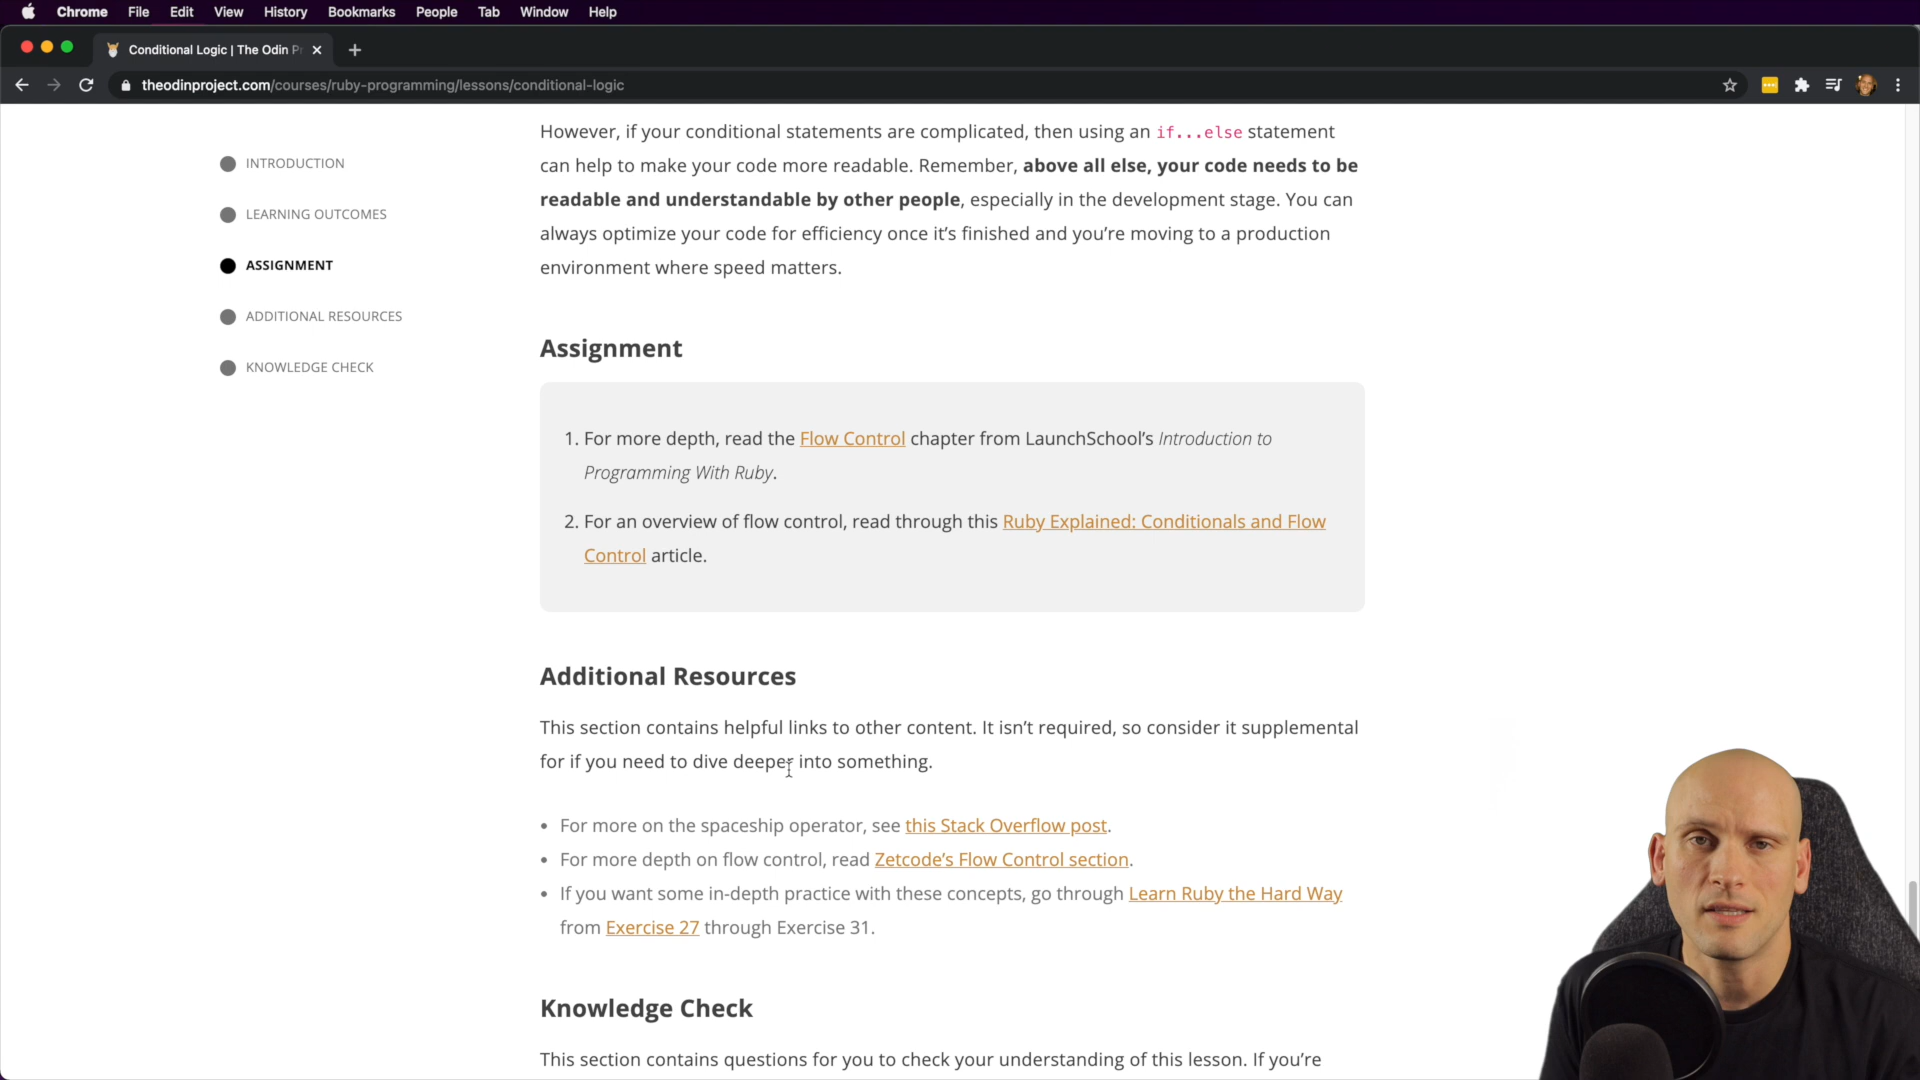 Chrome File Edit View History Bookmarks People Tab Window Help
Conditional Logic | The Odin Pr
theodinproject.com/courses/ruby-programming/lessons/conditional-logic
INTRODUCTION
LEARNING OUTCOMES
ASSIGNMENT
ADDITIONAL RESOURCES
KNOWLEDGE CHECK
However, if your conditional statements are complicated, then using an if...else statement
can help to make your code more readable. Remember, above all else, your code needs to be
readable and understandable by other people, especially in the development stage. You can
always optimize your code for efficiency once it’s finished and you’re moving to a production
environment where speed matters.
Assignment
1. For more depth, read the Flow Control chapter from LaunchSchool’s Introduction to
Programming With Ruby.
2. For an overview of flow control, read through this Ruby Explained: Conditionals and Flow
Control article.
Additional Resources
This section contains helpful links to other content. It isn’t required, so consider it supplemental
for if you need to dive deeper into something.
• For more on the spaceship operator, see this Stack Overflow post.
• For more depth on flow control, read Zetcode’s Flow Control section.
• If you want some in-depth practice with these concepts, go through Learn Ruby the Hard Way
from Exercise 27 through Exercise 31.
Knowledge Check
This section contains questions for you to check your understanding of this lesson. If you’re